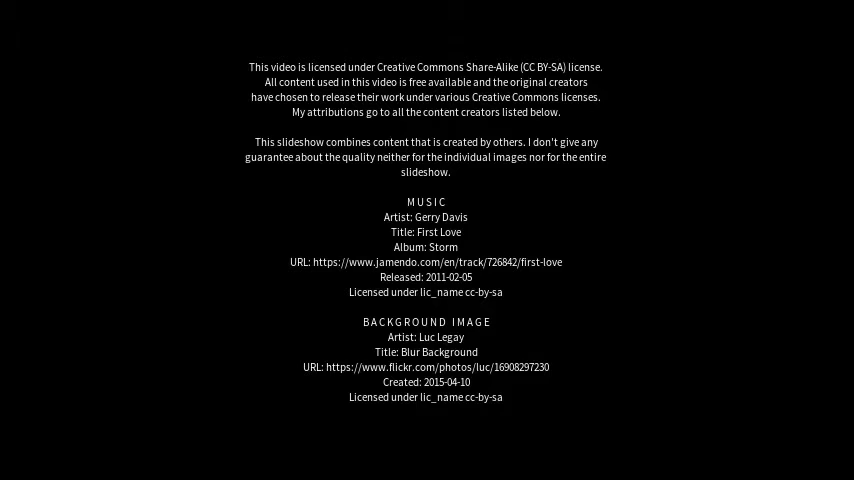 This video is licensed under Creative Commons Share-Alike (CC BY-SA) license.
All content used in this video is free available and the original creators
have chosen to release their work under various Creative Commons licenses.
My attributions go to all the content creators listed below.
This slideshow combines content that is created by others. I don't give any
guarantee about the quality neither for the individual images nor for the entire
slideshow.
MUSIC
Artist: Gerry Davis
Title: First Love
Album: Storm
URL: https://www.jamendo.com/en/track/726842/first-love
Released: 2011-02-05
Licensed under lic_name cc-by-sa
BACKGROUND IMAGE
Artist: Luc Legay
Title: Blur Background
URL: https://www.flickr.com/photos/luc/16908297230
Created: 2015-04-10
Licensed under lic_name cc-by-sa